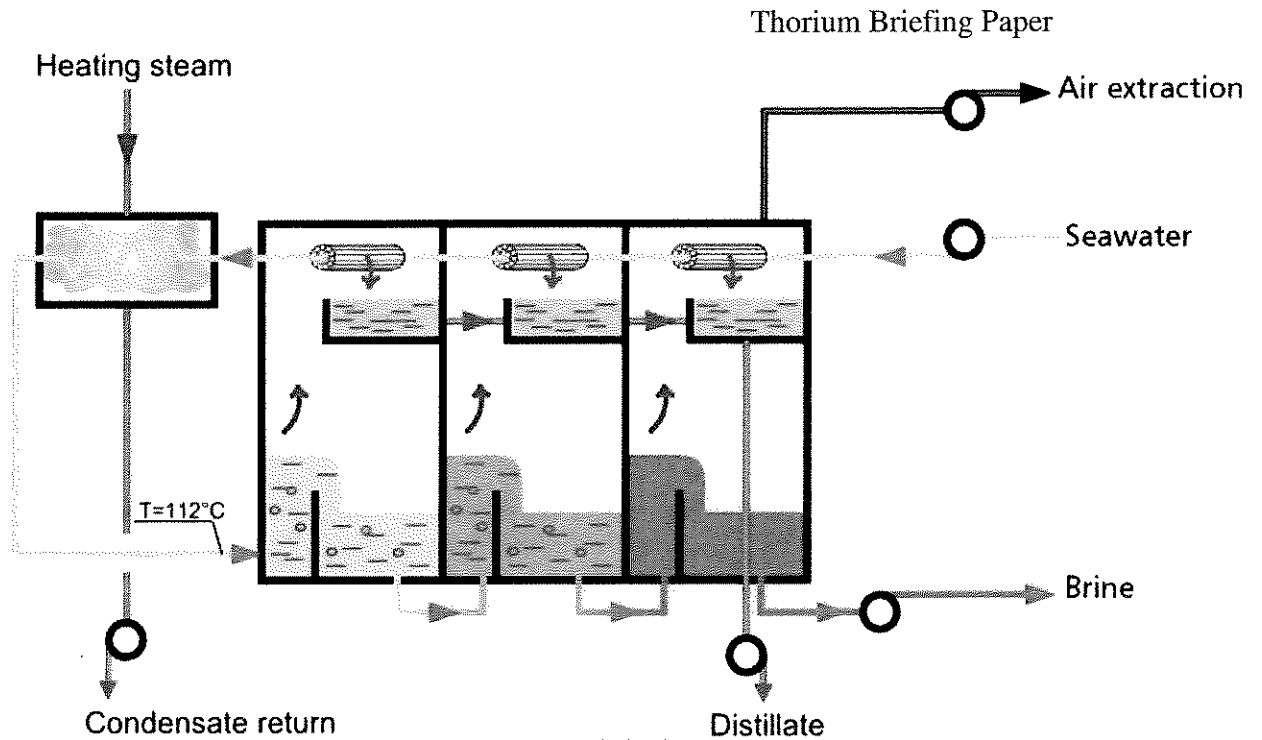 Thorium Briefing Paper
Heating steam
Air extraction
Seawater
T=112°C
Brine
Condensate return
Distillate